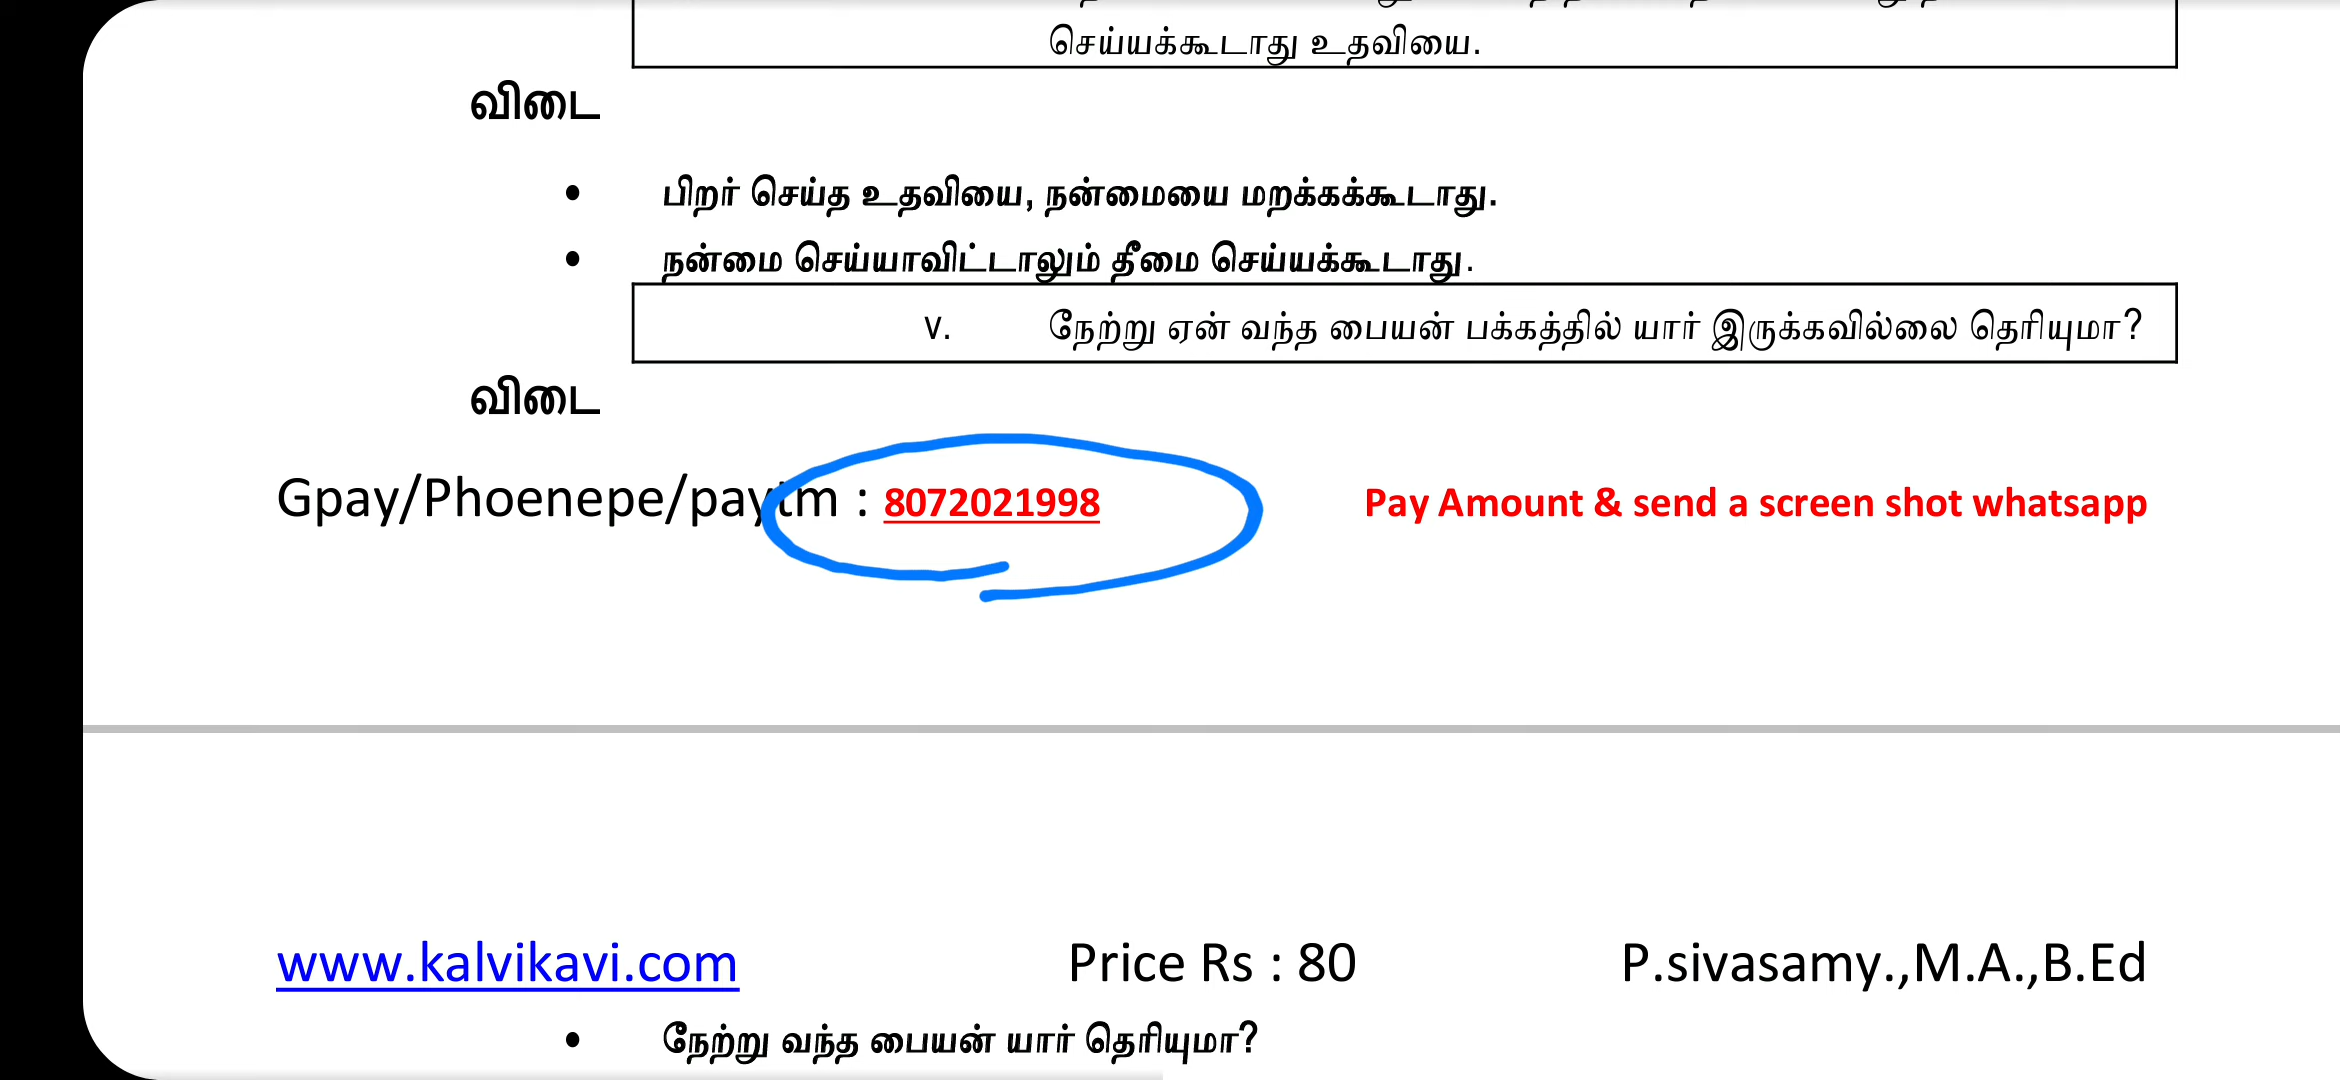 செய்யக்கூடாது உதவியை.
விடை
• பிறர் செய்த உதவியை, நன்மையை மறக்கக்கூடாது.
• நன்மை செய்யாவிட்டாலும் தீமை செய்யக்கூடாது.
v. நேற்று ஏன் வந்த பையன் பக்கத்தில் யார் இருக்கவில்லை தெரியுமா?
விடை
Gpay/Phoenepe/paytm : 8072021998 Pay Amount & send a screen shot whatsapp
www.kalvikavi.com Price Rs : 80 P.sivasamy.,M.A.,B.Ed
• நேற்று வந்த பையன் யார் தெரியுமா?